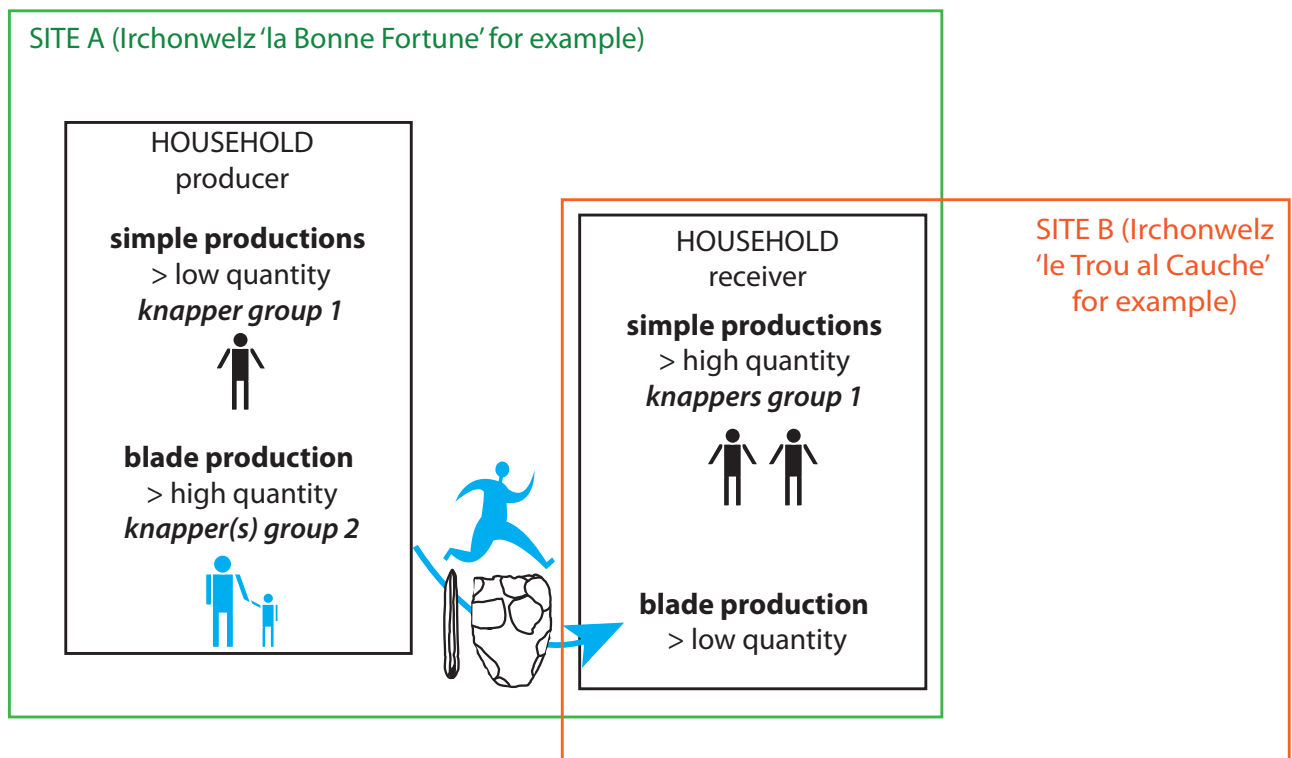 SITE A (Irchonwelz ‘la Bonne Fortune’ for example)
HOUSEHOLD
producer
simple productions
> low quantity
knapper group 1
blade production
> high quantity
knapper(s) group 2
HOUSEHOLD
receiver
simple productions
> high quantity
knappers group 1
blade production
> low quantity
SITE B (Irchonwelz
‘le Trou al Cauche’
for example)